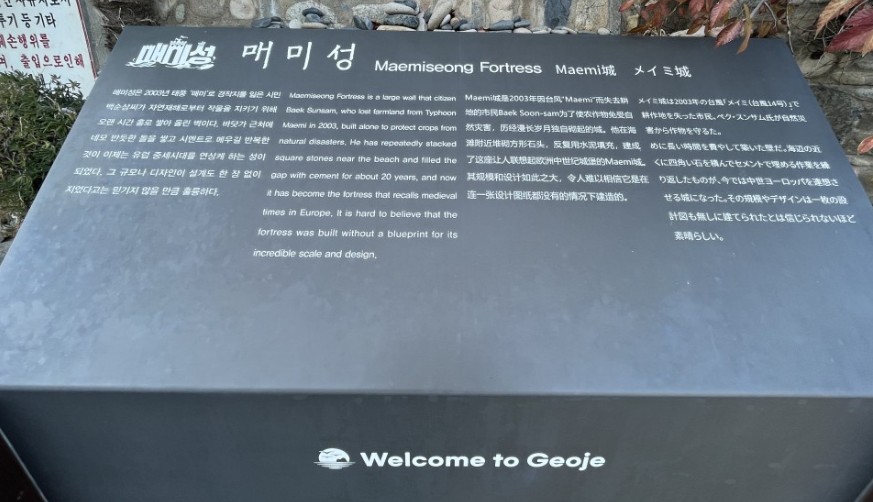 투기 등 기타
훼손행위를
며, 출입으로인해
매미성
매미성
Maemiseong Fortress
Maemi城
メイミ城
매미성은 2003년 태풍 '매미'로 경작지를 잃은 시민
백순삼씨가 자연재해로부터 작물을 지키기 위해
오랜 시간 홀로 쌓아 올린 벽이다. 바닷가 근처에
네모 반듯한 돌을 쌓고 시멘트로 메우길 반복한
것이 이제는 유럽 중세시대를 연상케 하는 성이
되었다. 그 규모나 디자인이 설계도 한 장 없이
지었다고는 믿기지 않을 만큼 훌륭하다.
Maemiseong Fortress is a large wall that citizen
Baek Sunsam, who lost farmland from Typhoon
Maemi in 2003, built alone to protect crops from
natural disasters. He has repeatedly stacked
square stones near the beach and filled the
gap with cement for about 20 years, and now
it has become the fortress that recalls medieval
times in Europe. It is hard to believe that the
fortress was built without a blueprint for its
incredible scale and design.
Maemi城是2003年因台风"Maemi"而失去耕
地的市民Baek Soon-sam为了使农作物免受自
然灾害，历经漫长岁月独自砌起的城。他在海
滩附近堆砌方形石头，反复用水泥填充，建成
了这座让人联想起欧洲中世纪城堡的Maemi城。
其规模和设计如此之大，令人难以相信它是在
连一张设计图纸都没有的情况下建造的。
メイミ城は2003年の台風「メイミ(台風14号)」で
耕作地を失った市民、ペク・スンサム氏が自然災
害から作物を守るた
めに長い時間を費やして築いた壁だ。海辺の近
くに四角い石を積んでセメントで埋める作業を繰
り返したものが、今では中世ヨーロッパを連想さ
せる城になった。その規模やデザインは一枚の設
計図も無しに建てられたとは信じられないほど
素晴らしい。
Welcome to Geoje